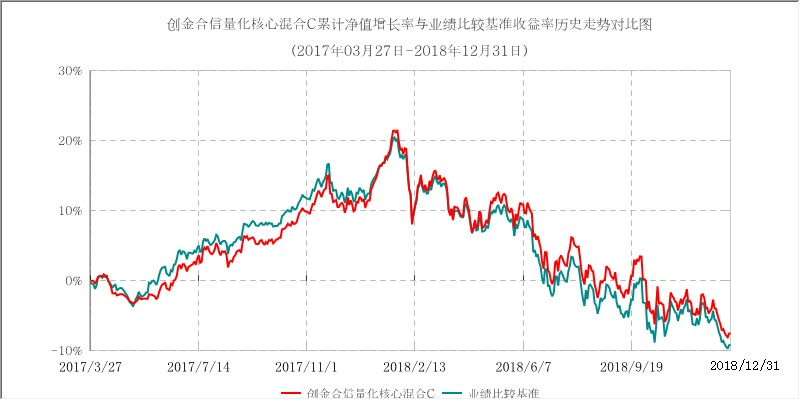 创金合信量化核心混合C累计净值增长率与业绩比较基准收益率历史走势对比图
(2017年03月27日-2018年12月31日)
30%
20%
10%
0%
-10%
2017/3/27 2017/7/14 2017/11/1 2018/2/13 2018/6/7 2018/9/19 2018/12/31
创金合信量化核心混合C 业绩比较基准